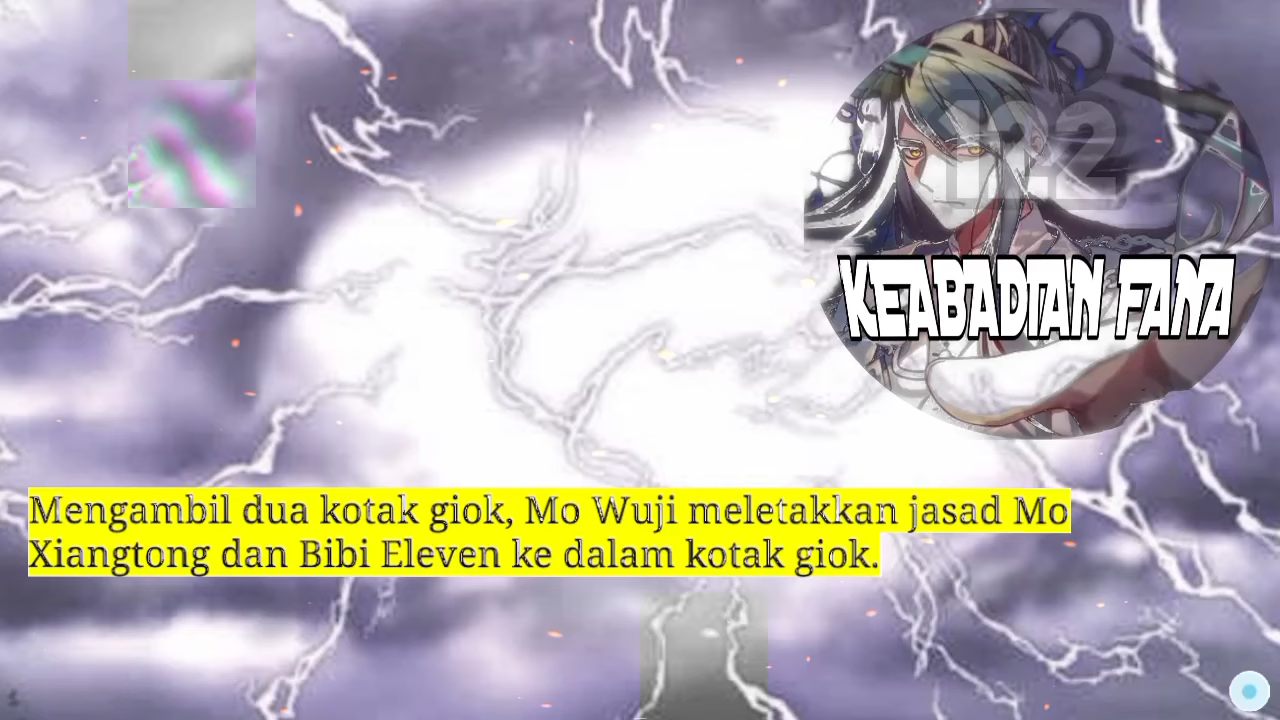 122
KEABADIAN FANA
Mengambil dua kotak giok, Mo Wuji meletakkan jasad Mo
Xiangtong dan Bibi Eleven ke dalam kotak giok.